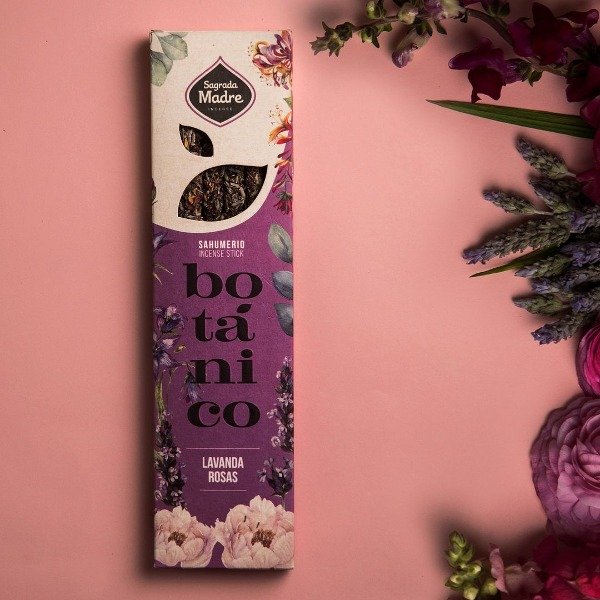 Sagrada
Madre
INCENSE
SAHUMERIO
INCENSE STICK
bo
tá
ni
co
LAVANDA
ROSAS